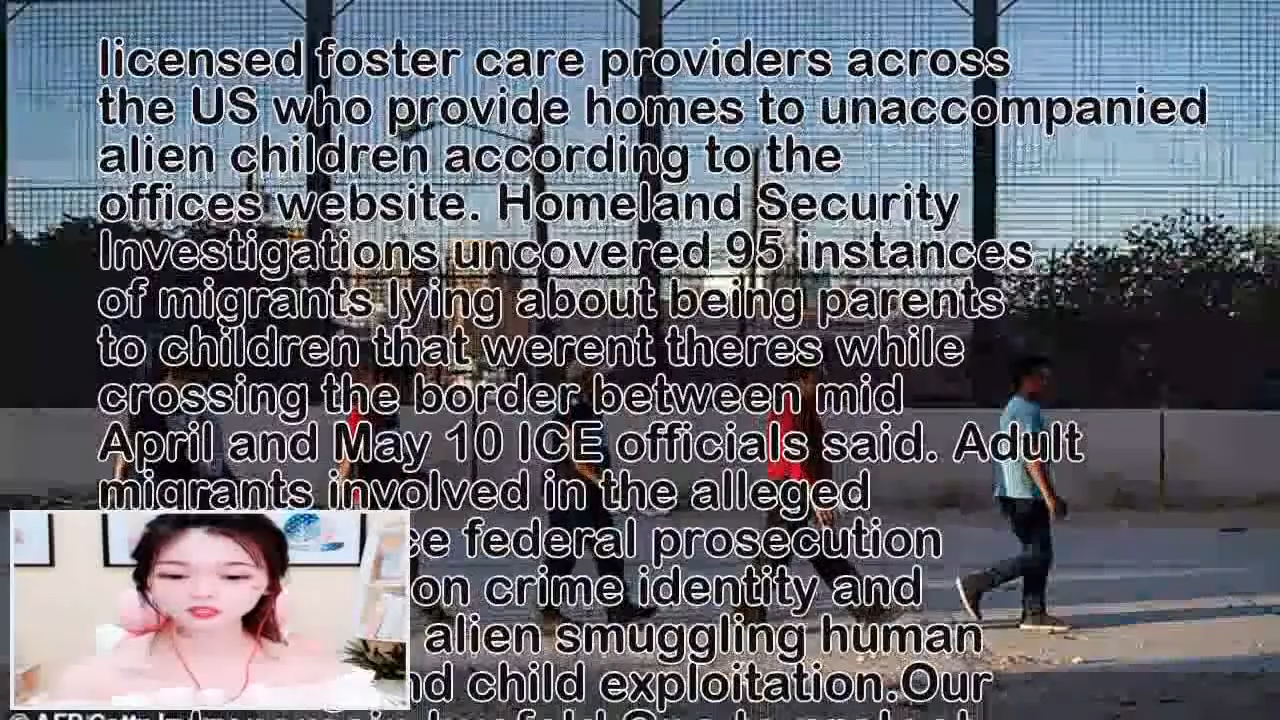 licensed foster care providers across
the US who provide homes to unaccompanied
alien children according to the
offices website. Homeland Security
Investigations uncovered 95 instances
of migrants lying about being parents
to children that werent theres while
crossing the border between mid
April and May 10 ICE officials said. Adult
migrants involved in the alleged
federal prosecution
on crime identity and
alien smuggling human
child exploitation.Our